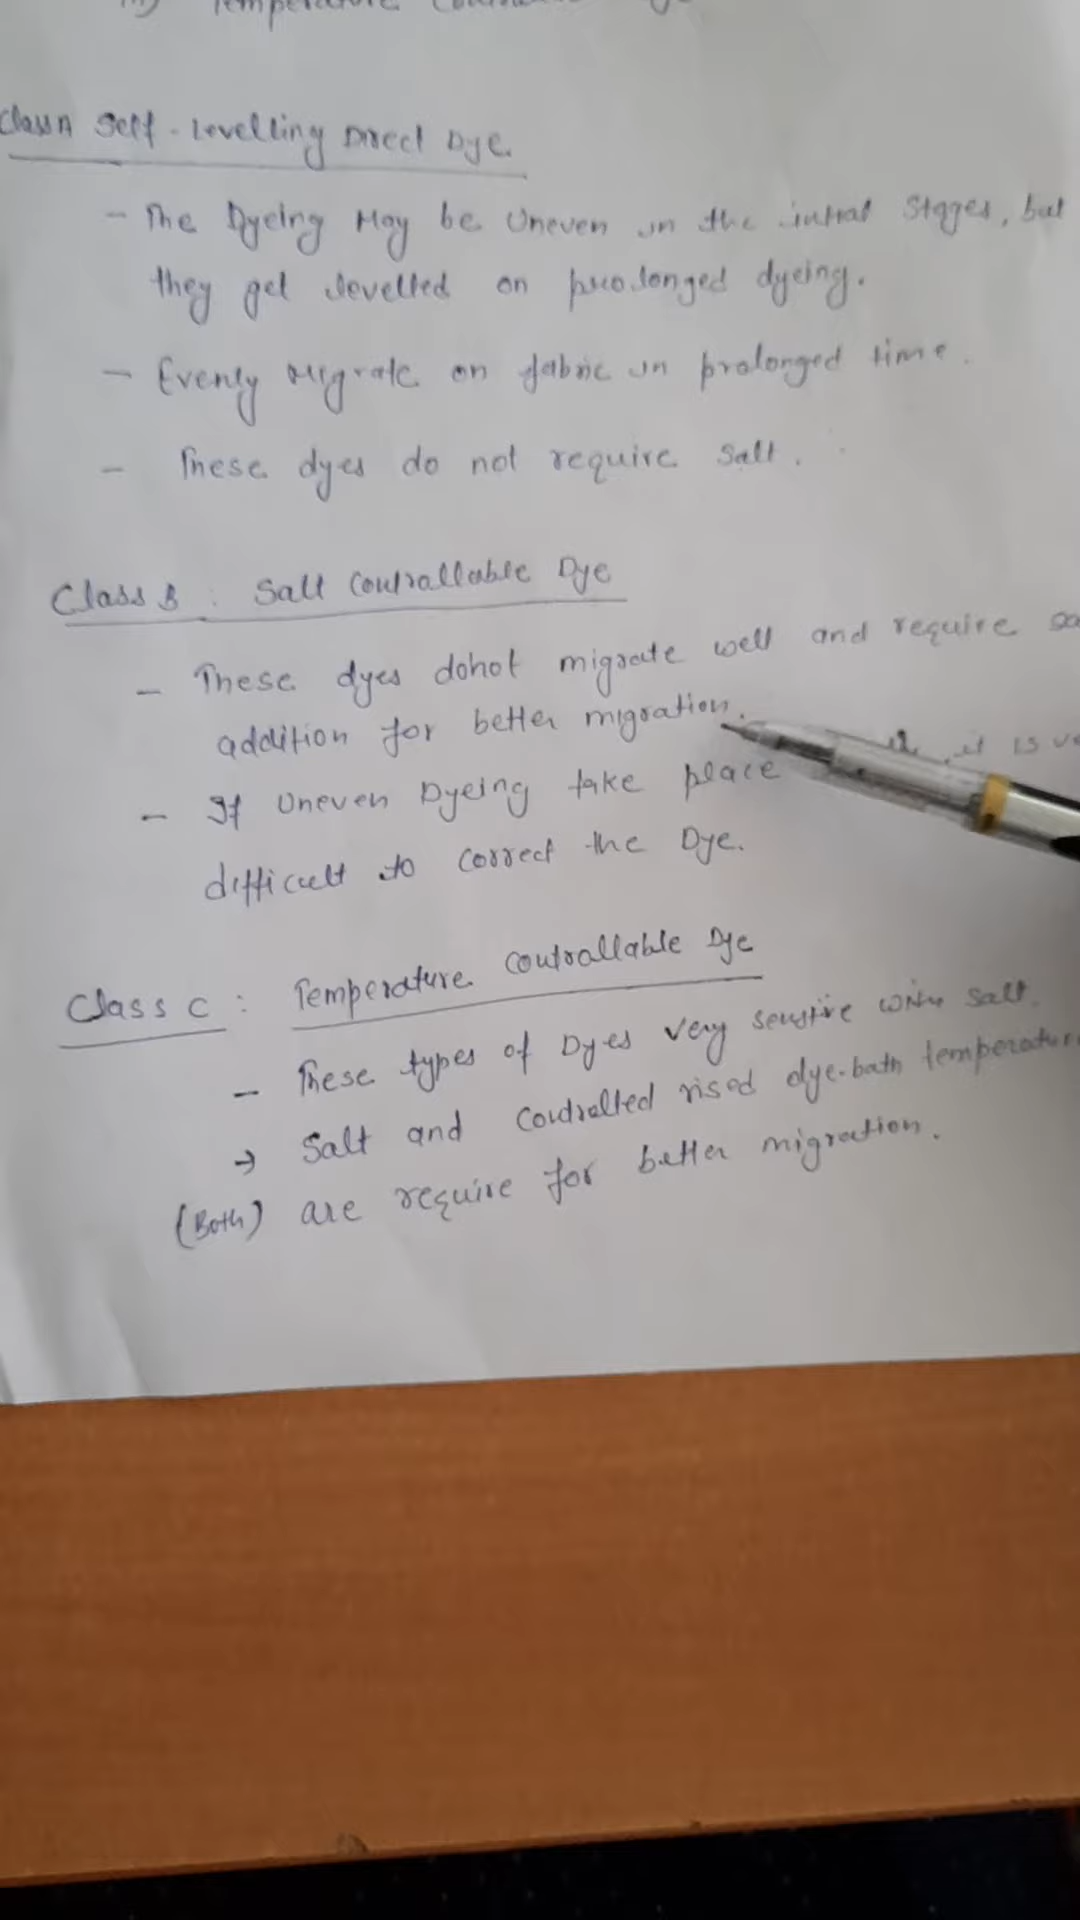 Temperature
Class A Self-Levelling Direct Dye.
- The Dyeing May be Uneven in the initial stages, but
they get levelled on prolonged dyeing.
- Evenly Migrate on fabric in prolonged time.
- These dyes do not require salt.
Class B : Salt Controllable Dye
- These dyes donot migrate well and require
addition for better migration.
- If Uneven Dyeing take place it is
difficult to correct the Dye.
Class C : Temperature Controllable Dye
- These types of Dyes very senstive with salt.
→ Salt and Controlled rised dye-bath temperature
(Both) are require for better migration.